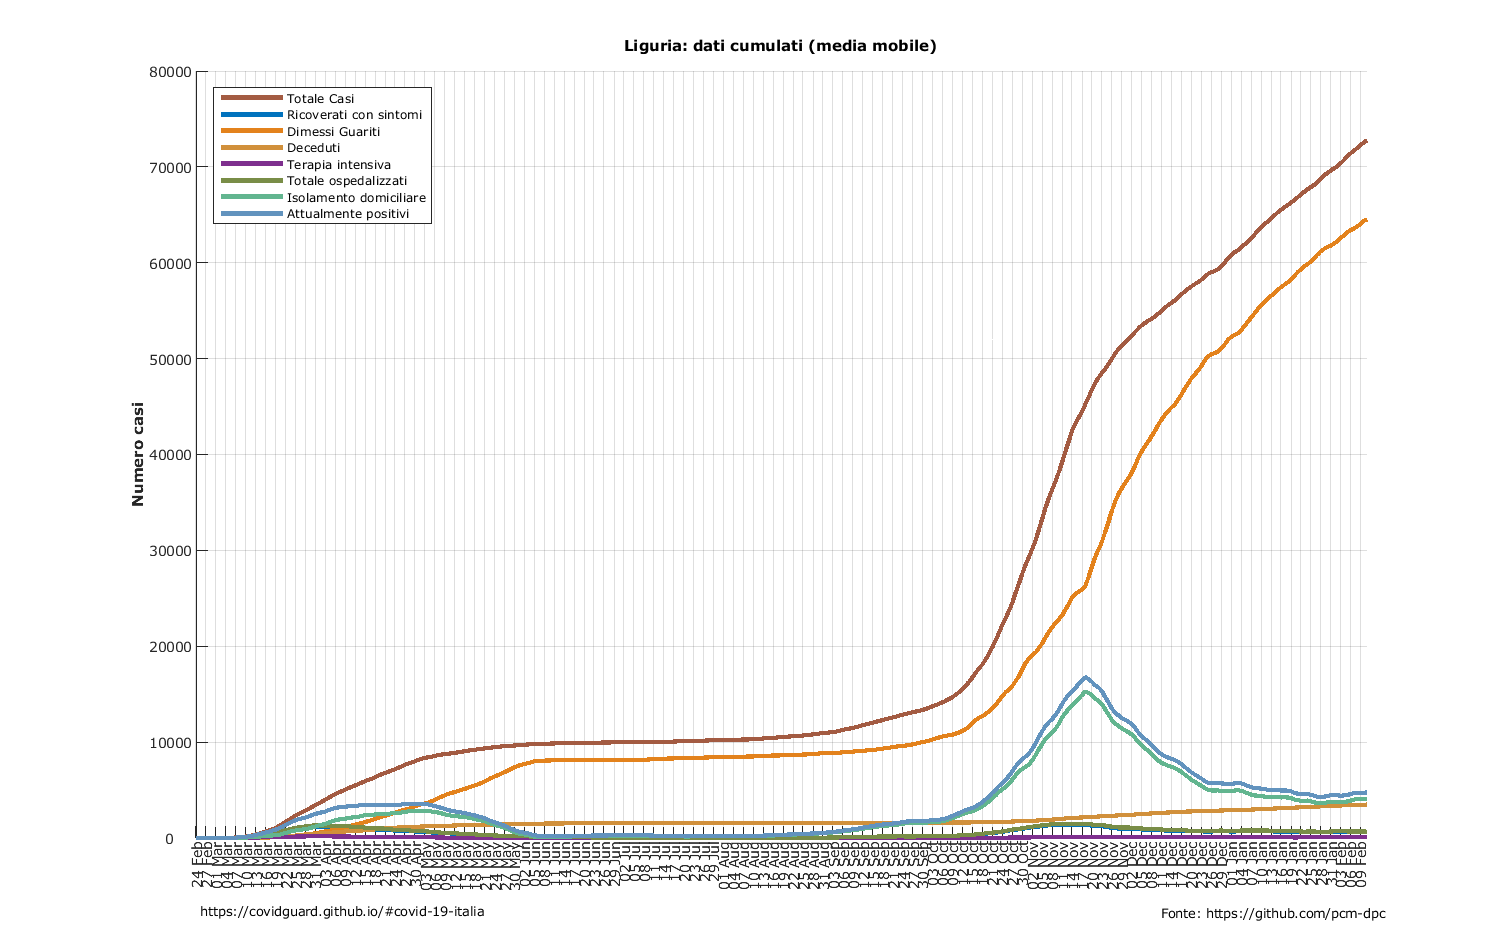 Liguria: dati cumulati (media mobile)
Totale Casi
Ricoverati con sintomi
Dimessi Guariti
Deceduti
Terapia intensiva
Totale ospedalizzati
Isolamento domiciliare
Attualmente positivi
Numero casi
80000
70000
60000
50000
40000
30000
20000
10000
0
24 Feb
27 Feb
01 Mar
04 Mar
07 Mar
10 Mar
13 Mar
16 Mar
19 Mar
22 Mar
25 Mar
28 Mar
31 Mar
03 Apr
06 Apr
09 Apr
12 Apr
15 Apr
18 Apr
21 Apr
24 Apr
27 Apr
30 Apr
03 May
06 May
09 May
12 May
15 May
18 May
21 May
24 May
27 May
30 May
02 Jun
05 Jun
08 Jun
11 Jun
14 Jun
17 Jun
20 Jun
23 Jun
26 Jun
29 Jun
02 Jul
05 Jul
08 Jul
11 Jul
14 Jul
17 Jul
20 Jul
23 Jul
26 Jul
29 Jul
01 Aug
04 Aug
07 Aug
10 Aug
13 Aug
16 Aug
19 Aug
22 Aug
25 Aug
28 Aug
31 Aug
03 Sep
06 Sep
09 Sep
12 Sep
15 Sep
18 Sep
21 Sep
24 Sep
27 Sep
30 Sep
03 Oct
06 Oct
09 Oct
12 Oct
15 Oct
18 Oct
21 Oct
24 Oct
27 Oct
30 Oct
02 Nov
05 Nov
08 Nov
11 Nov
14 Nov
17 Nov
20 Nov
23 Nov
26 Nov
29 Nov
02 Dec
05 Dec
08 Dec
11 Dec
14 Dec
17 Dec
20 Dec
23 Dec
26 Dec
29 Dec
01 Jan
04 Jan
07 Jan
10 Jan
13 Jan
16 Jan
19 Jan
22 Jan
25 Jan
28 Jan
31 Jan
03 Feb
06 Feb
09 Feb
https://covidguard.github.io/#covid-19-italia
Fonte: https://github.com/pcm-dpc